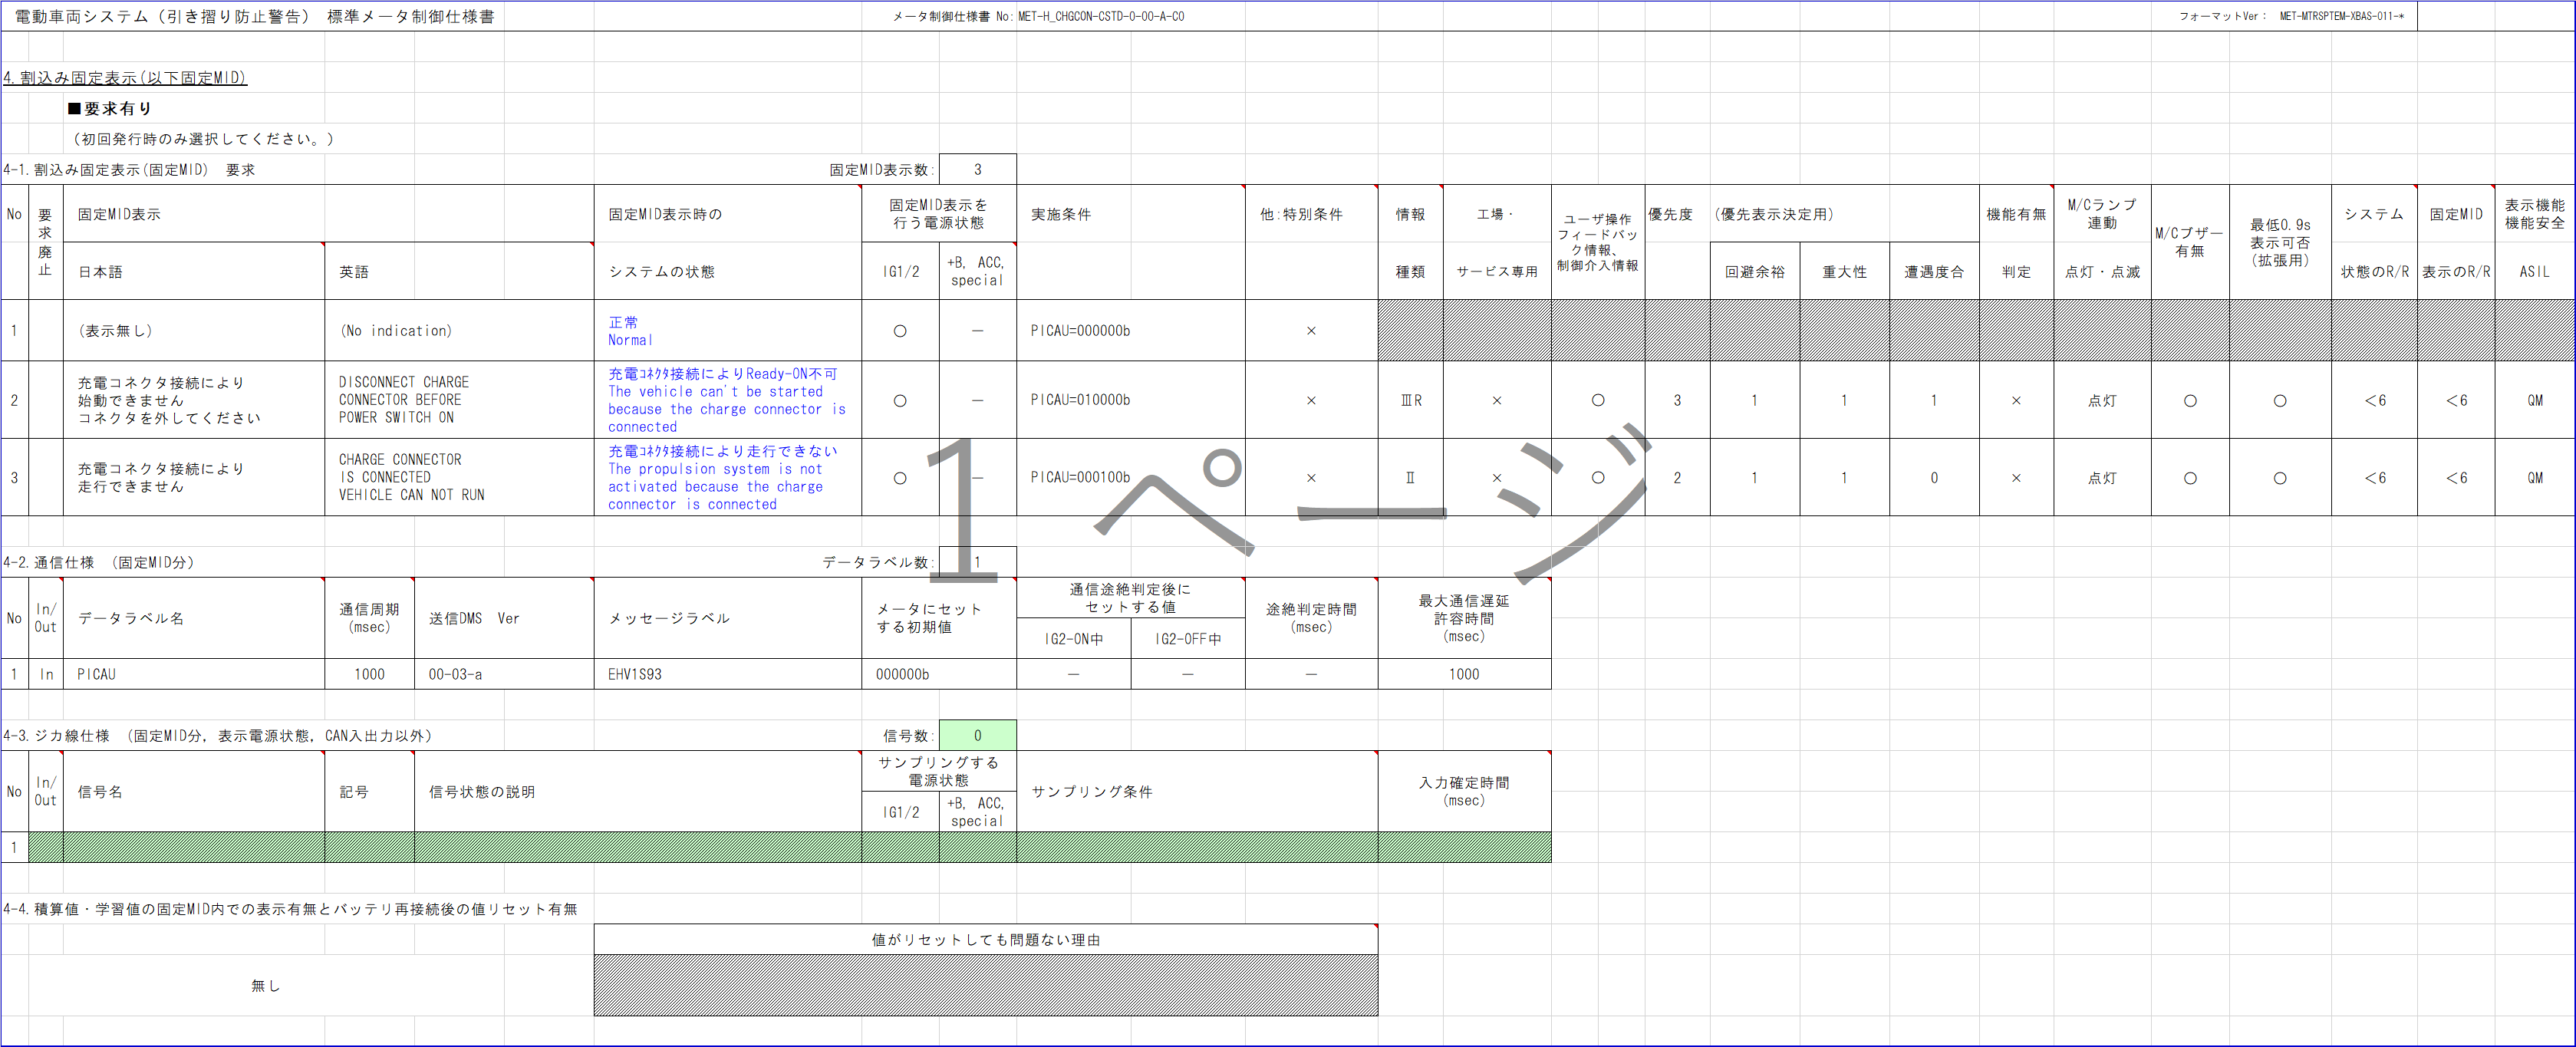 電動車両システム（引き摺り防止警告） 標準メータ制御仕様書
メータ制御仕様書 No: MET-H_CHGCON-CSTD-0-00-A-C0
フォーマットVer： MET-MTRSPTEM-XBAS-011-*
4. 割込み固定表示(以下固定MID)
■要求有り
（初回発行時のみ選択してください。）
4-1. 割込み固定表示(固定MID) 要求
固定MID表示数:
3
No
要求廃止
固定MID表示
日本語
英語
固定MID表示時の
システムの状態
固定MID表示を
行う電源状態
IG1/2
+B, ACC,
special
実施条件
他:特別条件
情報
種類
工場・
サービス専用
ユーザ操作
フィードバッ
ク情報、
制御介入情報
優先度 （優先表示決定用）
回避余裕
重大性
遭遇度合
機能有無
判定
M/Cランプ
連動
点灯・点滅
M/Cブザー
有無
最低0.9s
表示可否
(拡張用)
システム
状態のR/R
固定MID
表示のR/R
表示機能
機能安全
ASIL
1
(表示無し)
(No indication)
正常
Normal
○
－
PICAU=000000b
×
2
充電コネクタ接続により
始動できません
コネクタを外してください
DISCONNECT CHARGE
CONNECTOR BEFORE
POWER SWITCH ON
充電ｺﾈｸﾀ接続によりReady-ON不可
The vehicle can't be started
because the charge connector is
connected
○
－
PICAU=010000b
×
ⅢR
×
○
3
1
1
1
×
点灯
○
○
＜6
＜6
QM
3
充電コネクタ接続により
走行できません
CHARGE CONNECTOR
IS CONNECTED
VEHICLE CAN NOT RUN
充電ｺﾈｸﾀ接続により走行できない
The propulsion system is not
activated because the charge
connector is connected
○
－
PICAU=000100b
×
Ⅱ
×
○
2
1
1
0
×
点灯
○
○
＜6
＜6
QM
1 ページ
4-2. 通信仕様 （固定MID分）
データラベル数:
1
No
In/
Out
データラベル名
通信周期
(msec)
送信DMS Ver
メッセージラベル
メータにセット
する初期値
通信途絶判定後に
セットする値
IG2-ON中
IG2-OFF中
途絶判定時間
(msec)
最大通信遅延
許容時間
(msec)
1
In
PICAU
1000
00-03-a
EHV1S93
000000b
－
－
－
1000
4-3. ジカ線仕様 （固定MID分, 表示電源状態, CAN入出力以外）
信号数:
0
No
In/
Out
信号名
記号
信号状態の説明
サンプリングする
電源状態
IG1/2
+B, ACC,
special
サンプリング条件
入力確定時間
(msec)
1
4-4. 積算値・学習値の固定MID内での表示有無とバッテリ再接続後の値リセット有無
値がリセットしても問題ない理由
無し